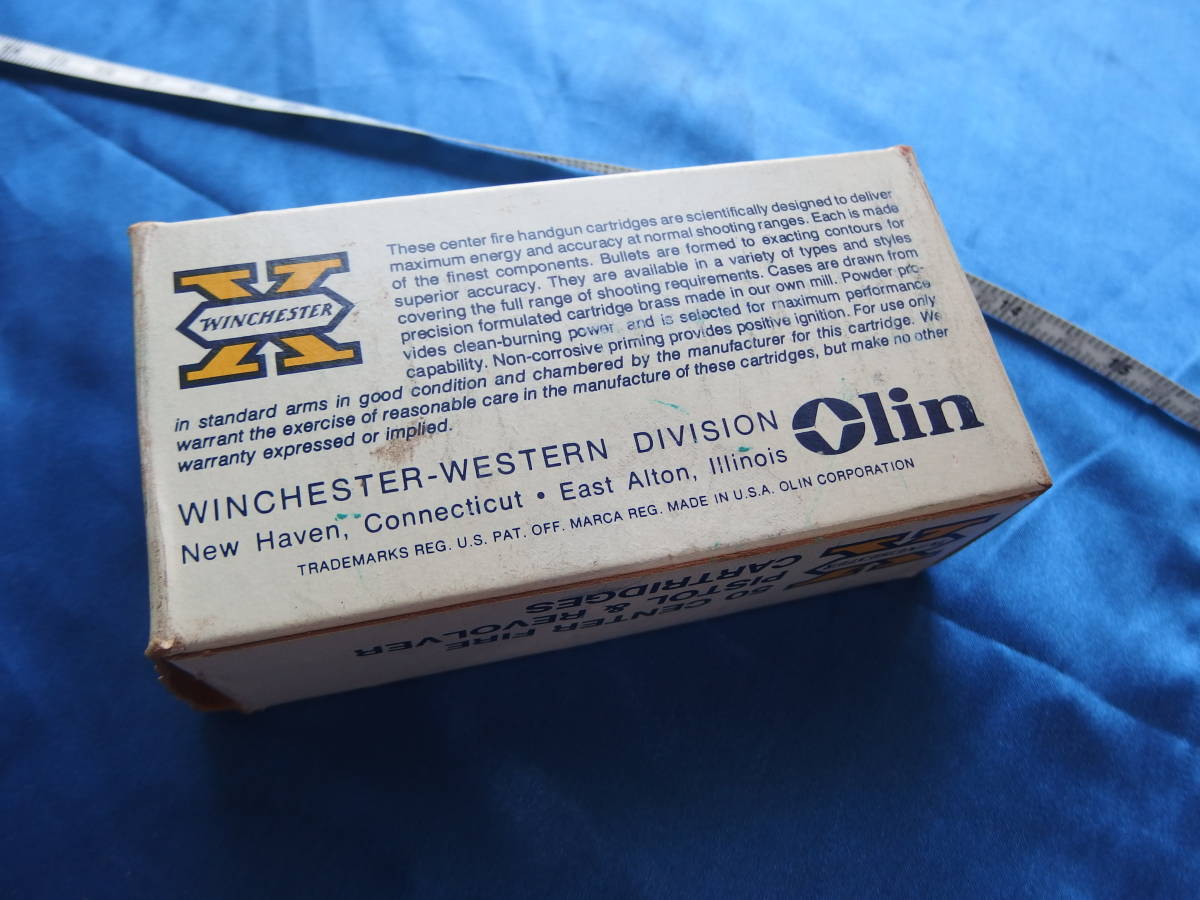 WINCHESTER
These center fire handgun cartridges are scientifically designed to deliver
maximum energy and accuracy at normal shooting ranges. Each is made
of the finest components. Bullets are formed to exacting contours for
superior accuracy. They are available in a variety of types and styles
covering the full range of shooting requirements. Cases are drawn from
precision formulated cartridge brass made in our own mill. Powder pro-
vides clean-burning power and is selected for maximum performance
capability. Non-corrosive priming provides positive ignition. For use only
in standard arms in good condition and chambered by the manufacturer for this cartridge. We
warrant the exercise of reasonable care in the manufacture of these cartridges, but make no other
warranty expressed or implied.
WINCHESTER-WESTERN DIVISION
New Haven, Connecticut • East Alton, Illinois
Olin
TRADEMARKS REG. U.S. PAT. OFF. MARCA REG. MADE IN U.S.A. OLIN CORPORATION
50 CENTER FIRE
PISTOL & REVOLVER
CARTRIDGES